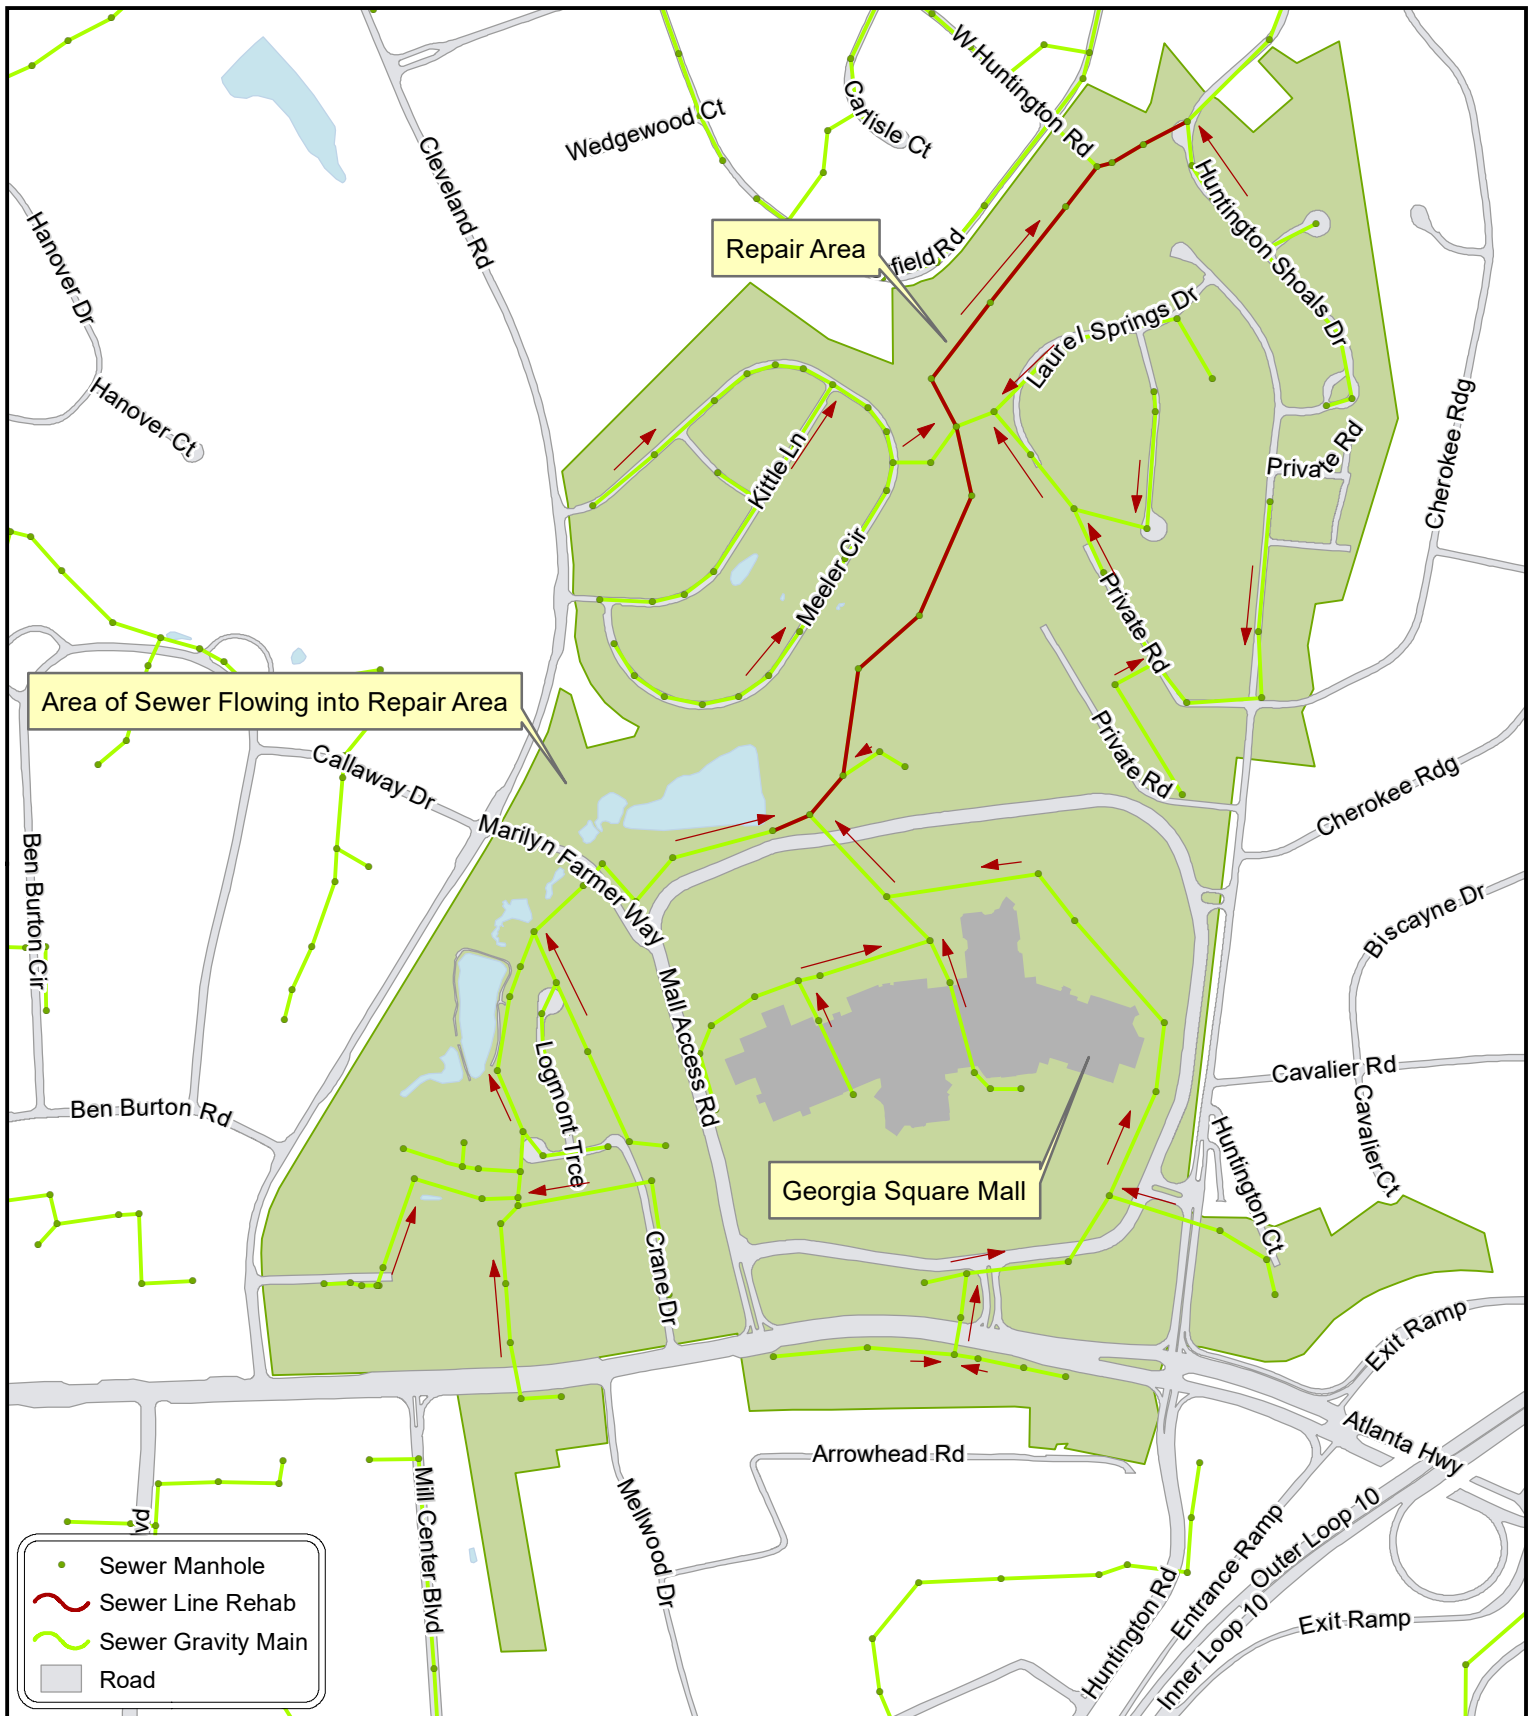 W Huntington Rd
Wedgewood Ct
Carlisle Ct
Cleveland Rd
Huntington Shoals Dr
Hanover Dr
Repair Area
field Rd
Laurel Springs Dr
Hanover Ct
Cherokee Rdg
Private Rd
Kittle Ln
Meeler Cir
Private Rd
Area of Sewer Flowing into Repair Area
Private Rd
Callaway Dr
Cherokee Rdg
Marilyn Farmer Way
Ben Burton Cir
Biscayne Dr
Mall Access Rd
Logmont Trce
Cavalier Rd
Ben Burton Rd
Cavalier Ct
Huntington Ct
Georgia Square Mall
Crane Dr
Exit Ramp
Atlanta Hwy
Arrowhead Rd
Mill Center Blvd
Mellwood Dr
Outer Loop 10
Entrance Ramp
Inner Loop 10
Exit Ramp
Huntington Rd
vd
Sewer Manhole
Sewer Line Rehab
Sewer Gravity Main
Road